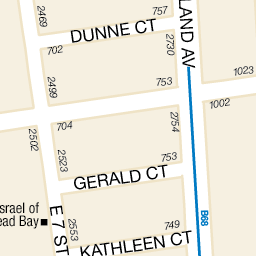 2469
757
DUNNE CT
702
2730
LAND AV
2499
753
1023
1002
704
2754
2502
2523
753
GERALD CT
srael of
ead Bay
E 7 ST
2553
749
KATHLEEN CT
B68